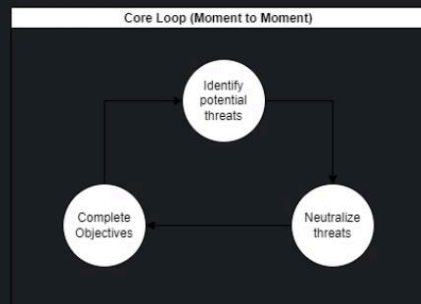 Core Loop (Moment to Moment)
Identify
potential
threats
Complete
Objectives
Neutralize
threats